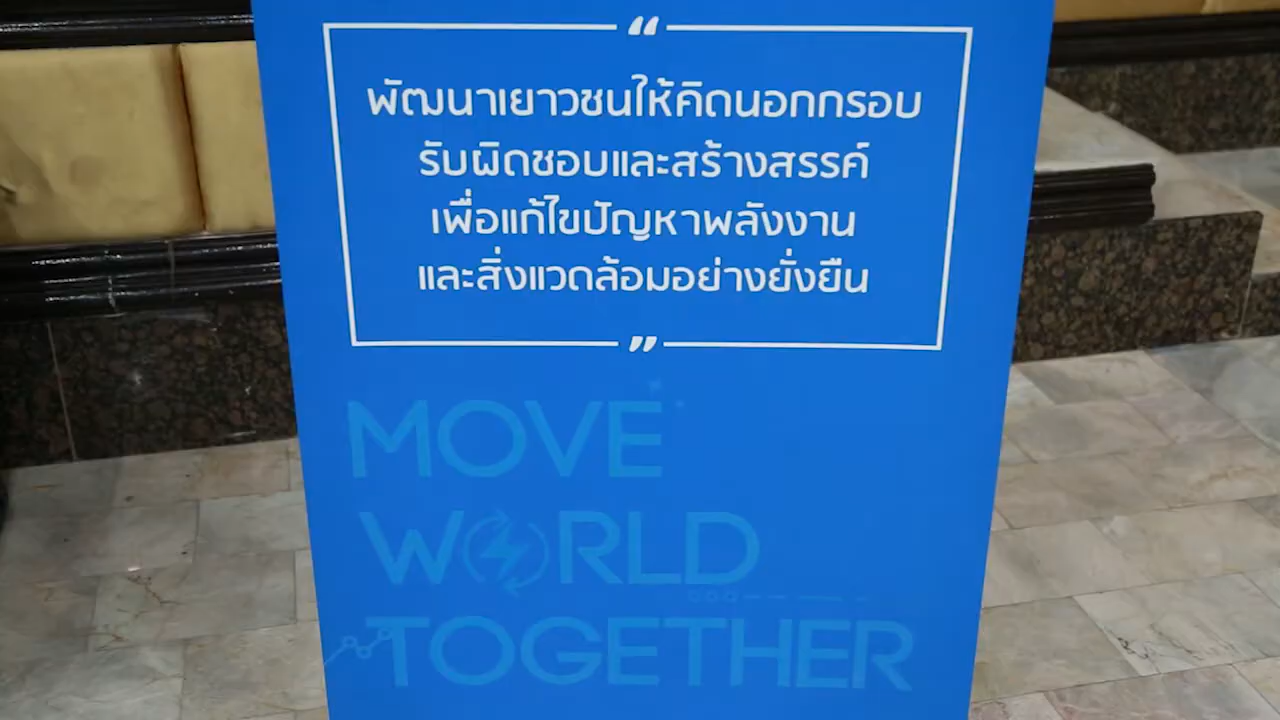 “
พัฒนาเยาวชนให้คิดนอกกรอบ
รับผิดชอบและสร้างสรรค์
เพื่อแก้ไขปัญหาพลังงาน
และสิ่งแวดล้อมอย่างยั่งยืน
”
MOVE
WORLD
TOGETHER